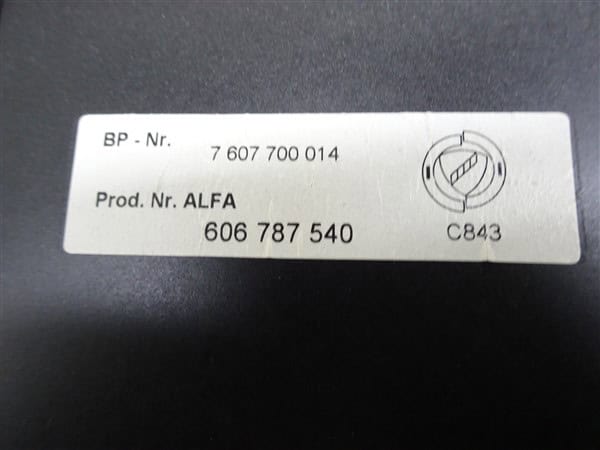 BP - Nr. 7 607 700 014
Prod. Nr. ALFA
606 787 540
C843